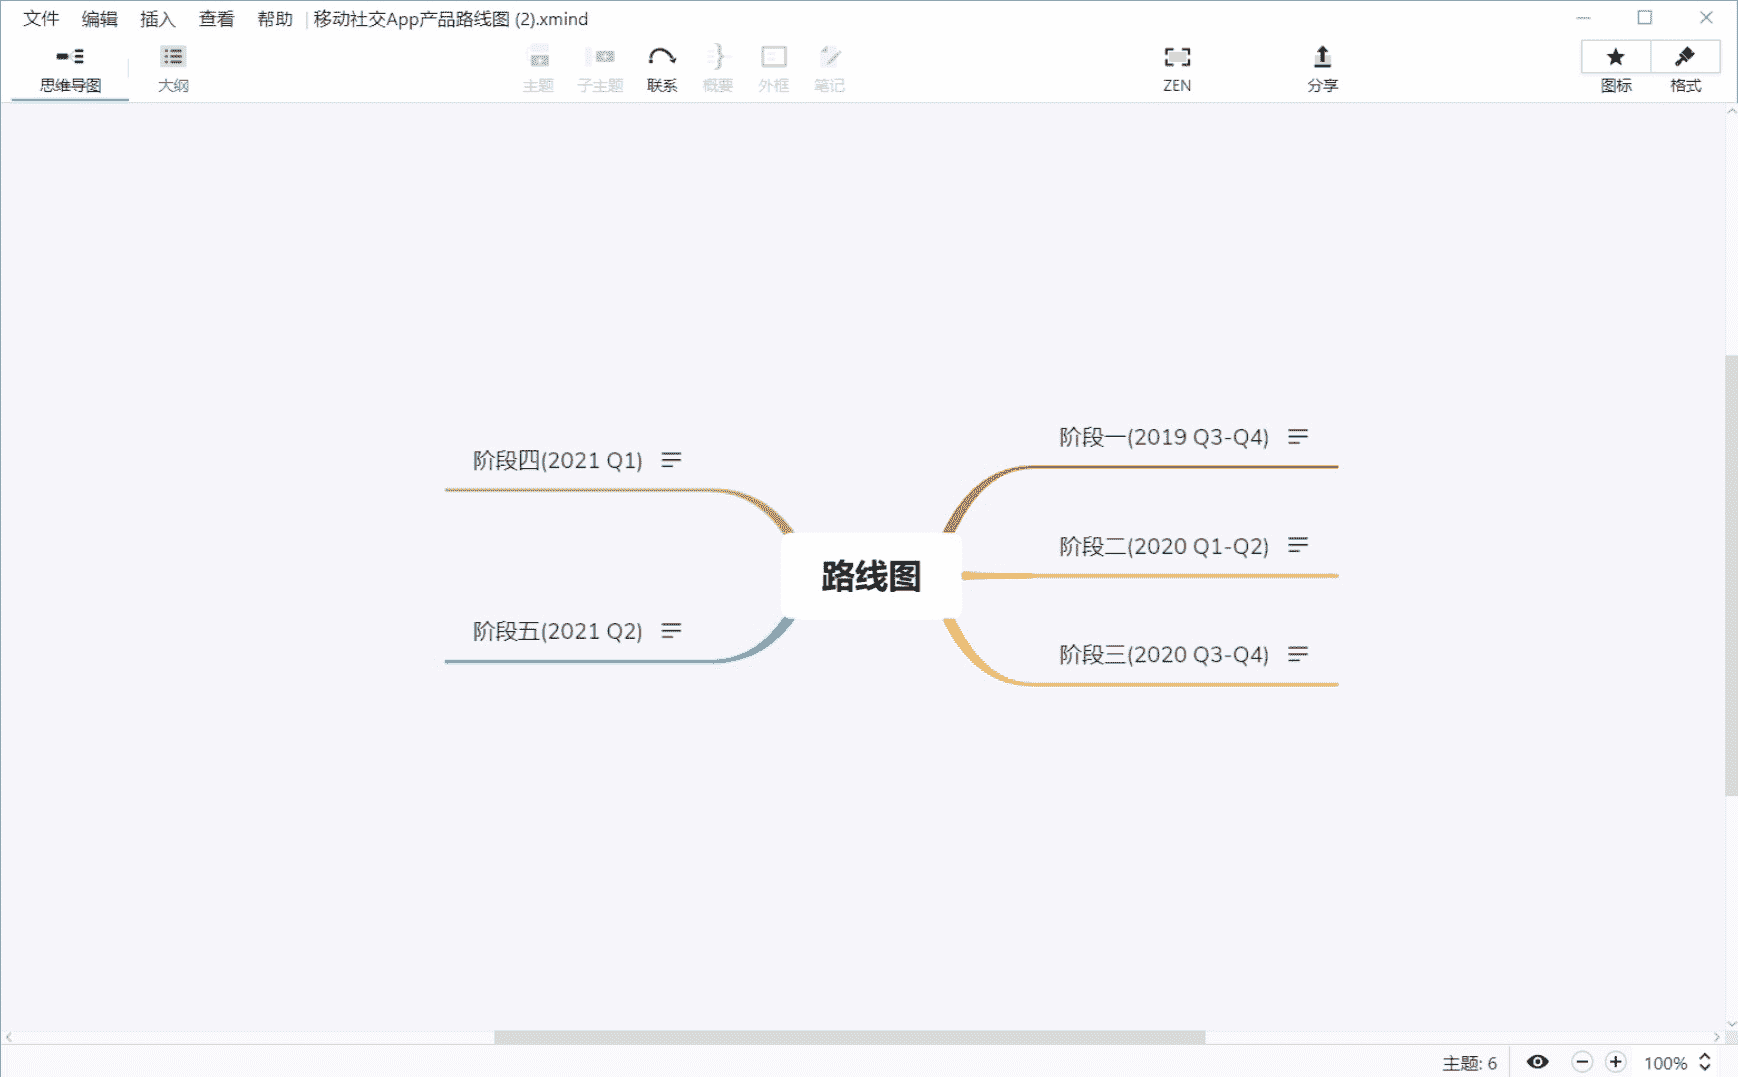 文件 编辑 插入 查看 帮助 移动社交App产品路线图 (2).xmind
思维导图 大纲 主题 子主题 联系 概要 外框 笔记 ZEN 分享 图标 格式
阶段一(2019 Q3-Q4)
阶段四(2021 Q1)
阶段二(2020 Q1-Q2)
路线图
阶段五(2021 Q2)
阶段三(2020 Q3-Q4)
主题: 6 100%